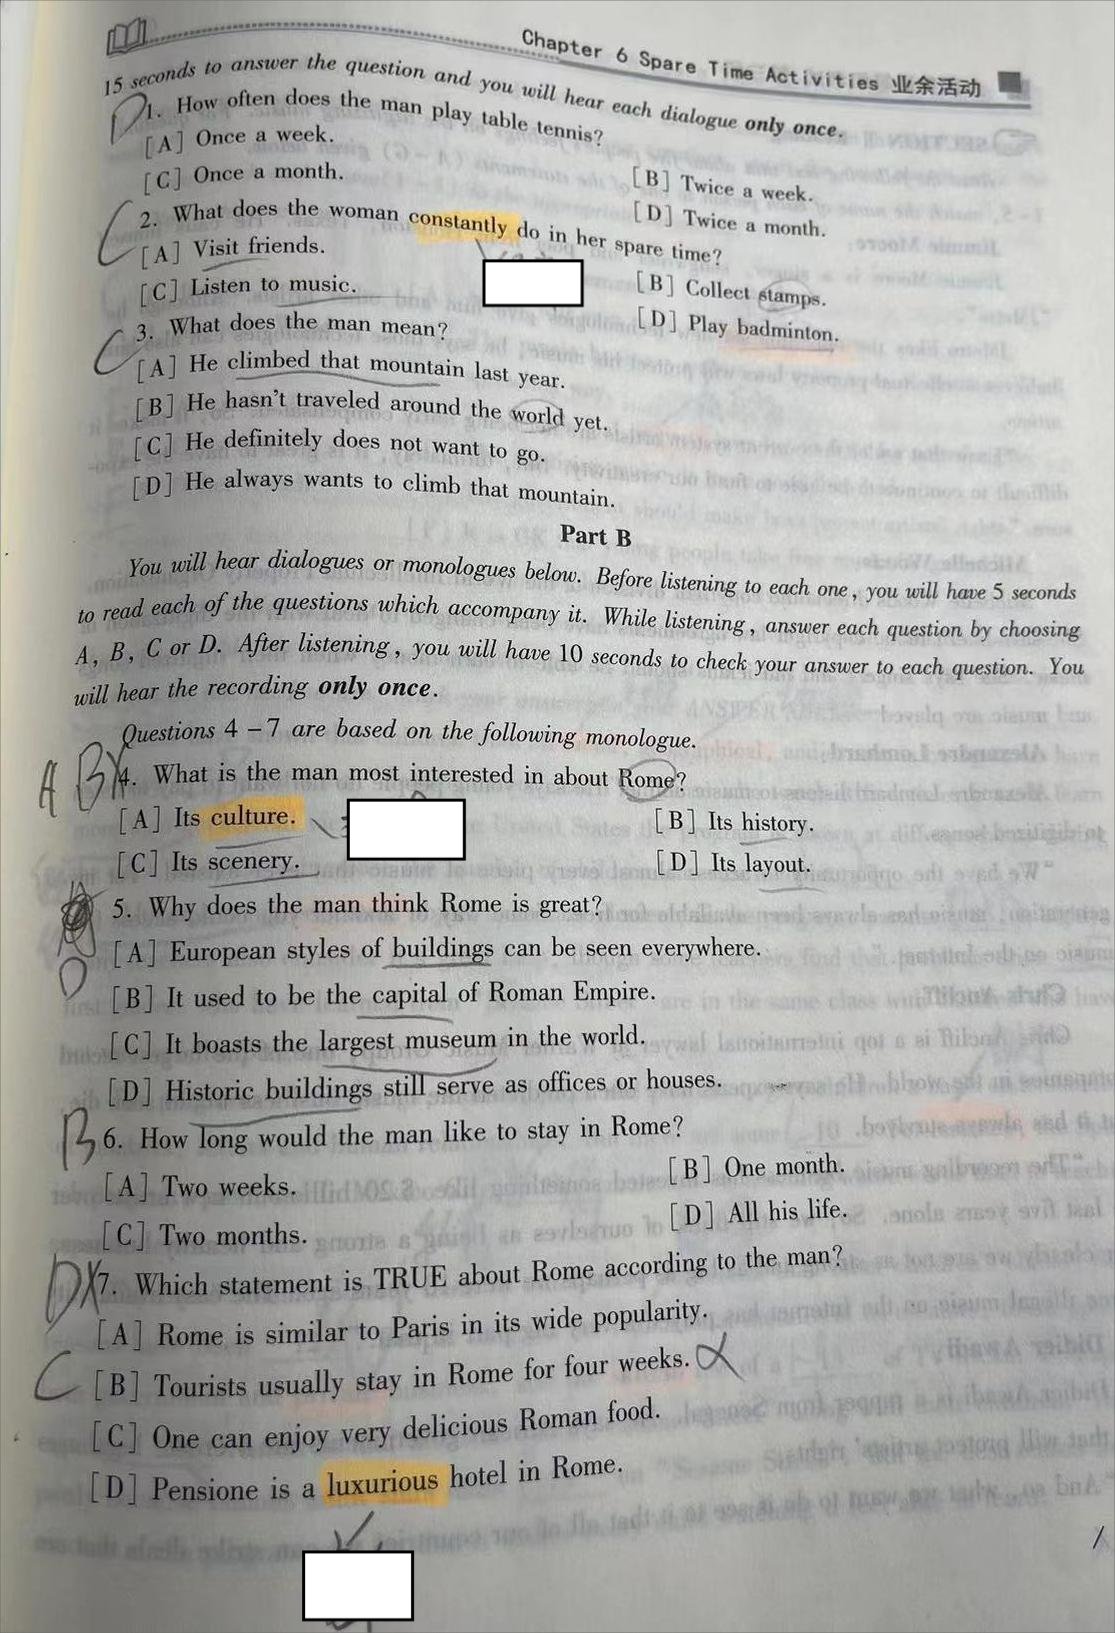 Chapter 6 Spare Time Activities 业余活动
15 seconds to answer the question and you will hear each dialogue only once.
D 1. How often does the man play table tennis?
[A] Once a week.
[B] Twice a week.
[C] Once a month.
[D] Twice a month.
C 2. What does the woman constantly do in her spare time?
[A] Visit friends.
[B] Collect stamps.
[C] Listen to music.
[D] Play badminton.
C 3. What does the man mean?
[A] He climbed that mountain last year.
[B] He hasn't traveled around the world yet.
[C] He definitely does not want to go.
[D] He always wants to climb that mountain.
Part B
You will hear dialogues or monologues below. Before listening to each one, you will have 5 seconds
to read each of the questions which accompany it. While listening, answer each question by choosing
A, B, C or D. After listening, you will have 10 seconds to check your answer to each question. You
will hear the recording only once.
Questions 4-7 are based on the following monologue.
A B 4. What is the man most interested in about Rome?
[A] Its culture.
[B] Its history.
[C] Its scenery.
[D] Its layout.
5. Why does the man think Rome is great?
[A] European styles of buildings can be seen everywhere.
D
[B] It used to be the capital of Roman Empire.
[C] It boasts the largest museum in the world.
[D] Historic buildings still serve as offices or houses.
B 6. How long would the man like to stay in Rome?
[A] Two weeks.
[B] One month.
[C] Two months.
[D] All his life.
D 7. Which statement is TRUE about Rome according to the man?
[A] Rome is similar to Paris in its wide popularity.
C [B] Tourists usually stay in Rome for four weeks.
[C] One can enjoy very delicious Roman food.
[D] Pensione is a luxurious hotel in Rome.